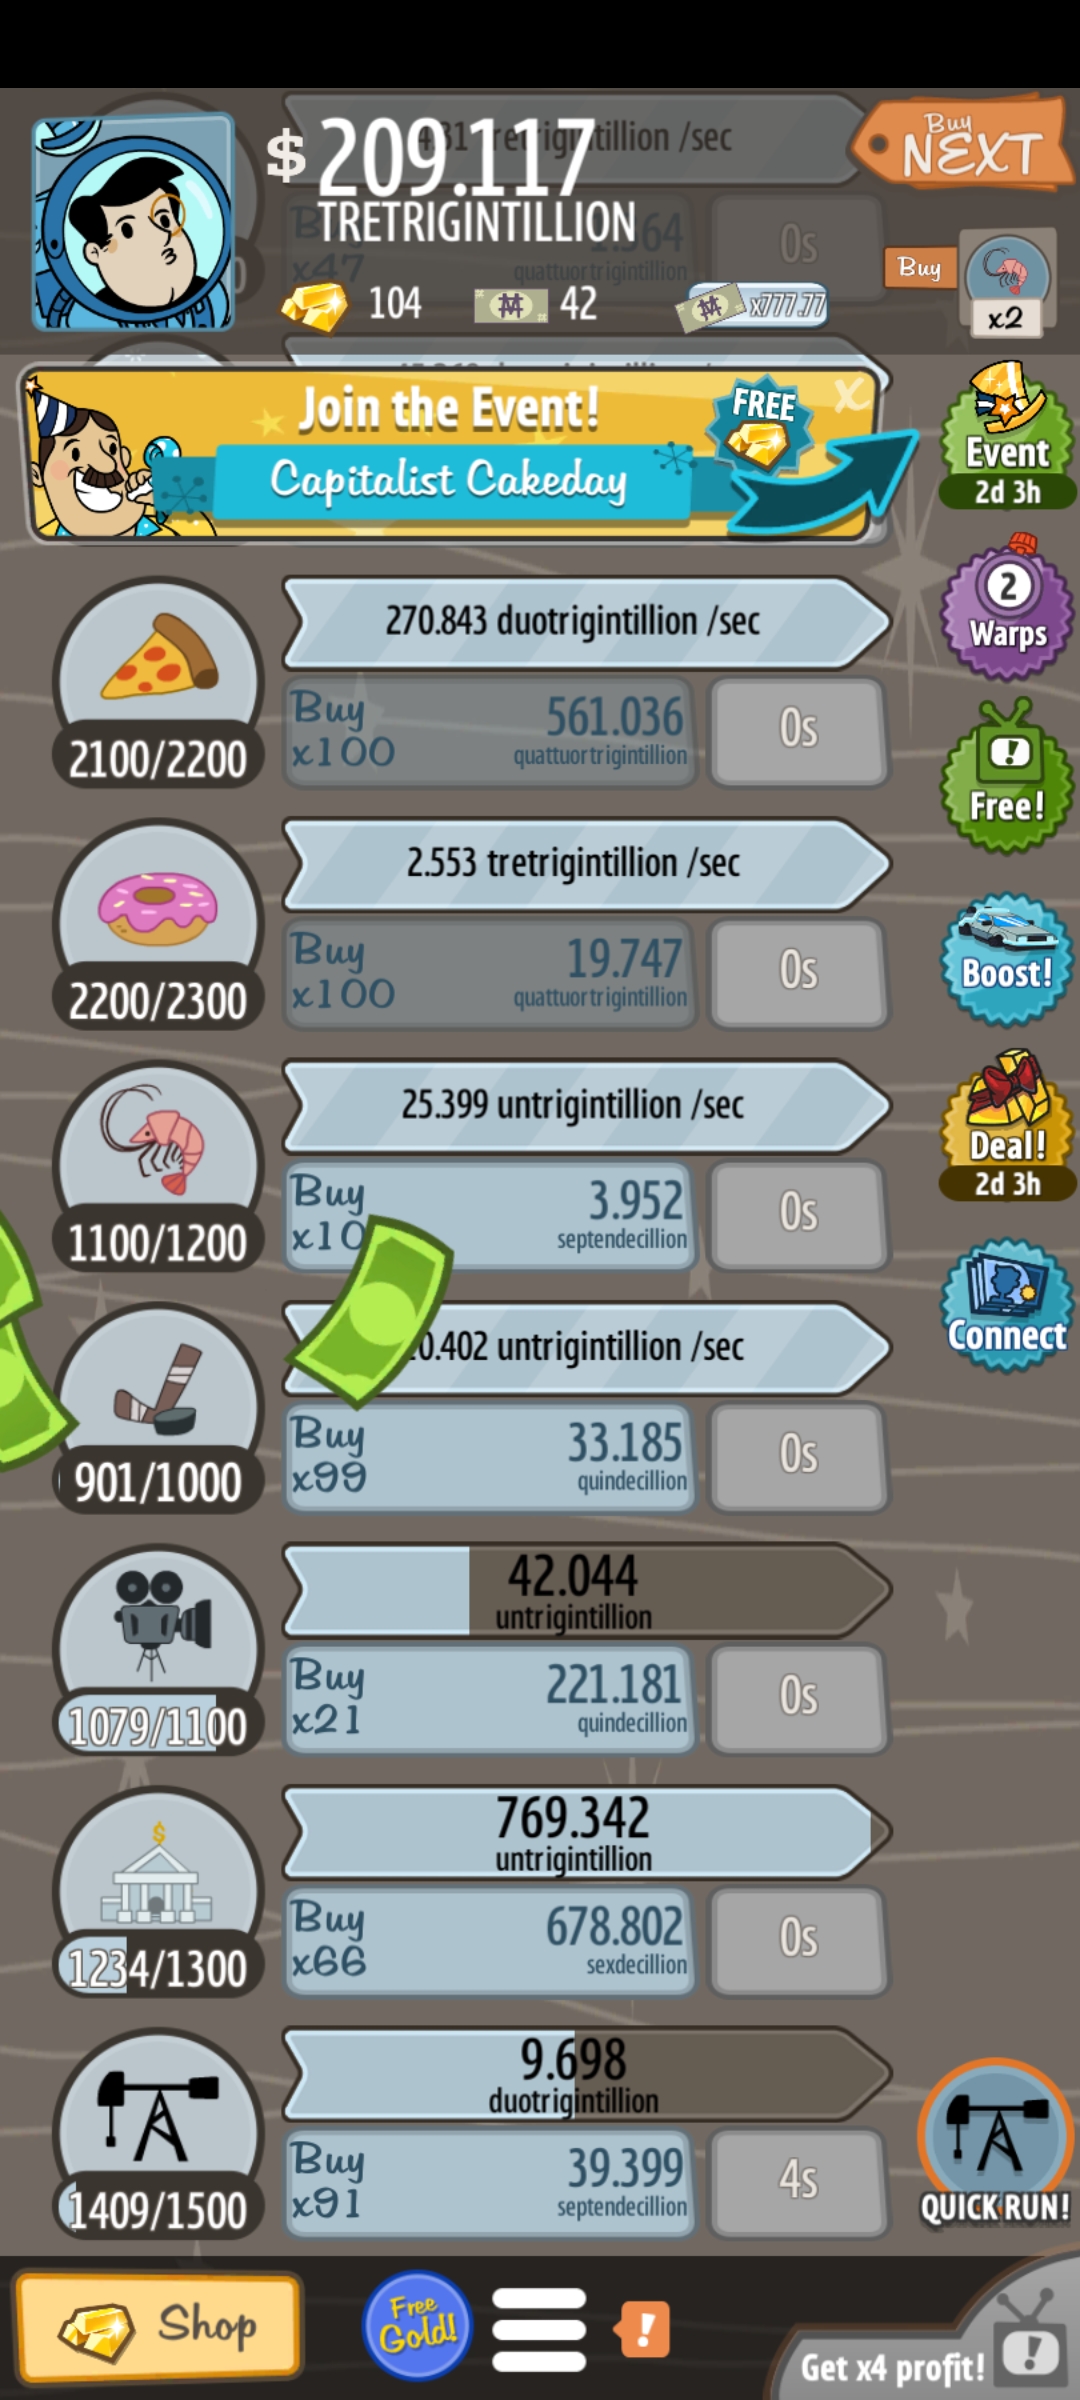 $ 209.117
TRETRIGINTILLION
tretrigintillion /sec
Buy
NEXT
x47
quattuortrigintillion
0s
104
42
x777.77
Buy
x2
Join the Event!
FREE
X
Capitalist Cakeday
Event
2d 3h
270.843 duotrigintillion /sec
Buy
x100
561.036
quattuortrigintillion
0s
2100/2200
2
Warps
Free!
2.553 tretrigintillion /sec
Buy
x100
19.747
quattuortrigintillion
0s
2200/2300
Boost!
25.399 untrigintillion /sec
Buy
x10
3.952
septendecillion
0s
1100/1200
Deal!
2d 3h
0.402 untrigintillion /sec
Buy
x99
33.185
quindecillion
0s
901/1000
Connect
42.044
untrigintillion
Buy
x21
221.181
quindecillion
0s
1079/1100
$
769.342
untrigintillion
Buy
x66
678.802
sexdecillion
0s
1234/1300
9.698
duotrigintillion
Buy
x91
39.399
septendecillion
4s
1409/1500
QUICK RUN!
Shop
Free
Gold!
!
Get x4 profit!
!